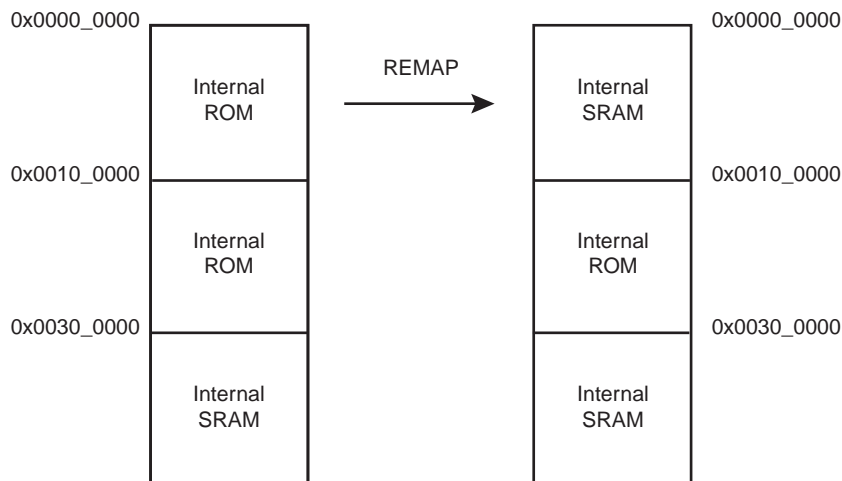 0x0000_0000
Internal
ROM
REMAP
Internal
SRAM
0x0000_0000
0x0010_0000
0x0010_0000
Internal
ROM
Internal
ROM
0x0030_0000
0x0030_0000
Internal
SRAM
Internal
SRAM